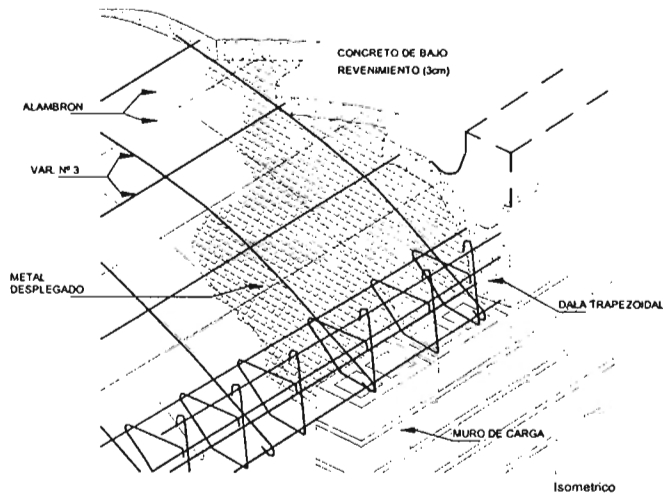 CONCRETO DE BAJO
REVENIMIENTO (3cm)
ALAMBRON
VAR. Nº 3
METAL
DESPLEGADO
DALA TRAPEZOIDAL
MURO DE CARGA
Isometrico